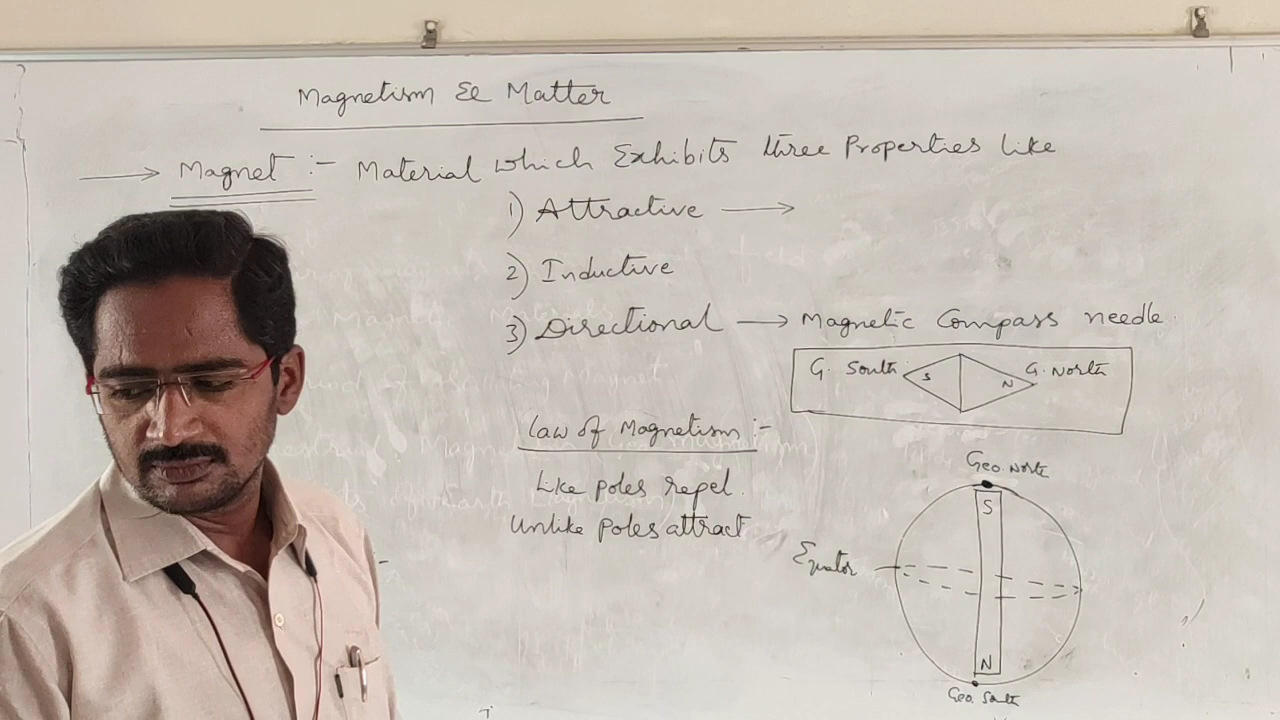 Magnetism & Matter
Magnet :- Material which Exhibits three Properties like
1) Attractive
2) Inductive
3) Directional → Magnetic Compass needle.
G. South S N G. North
Law of Magnetism :-
Like poles repel.
Unlike poles attract
Geo. North
S
Equator
N
Geo. South